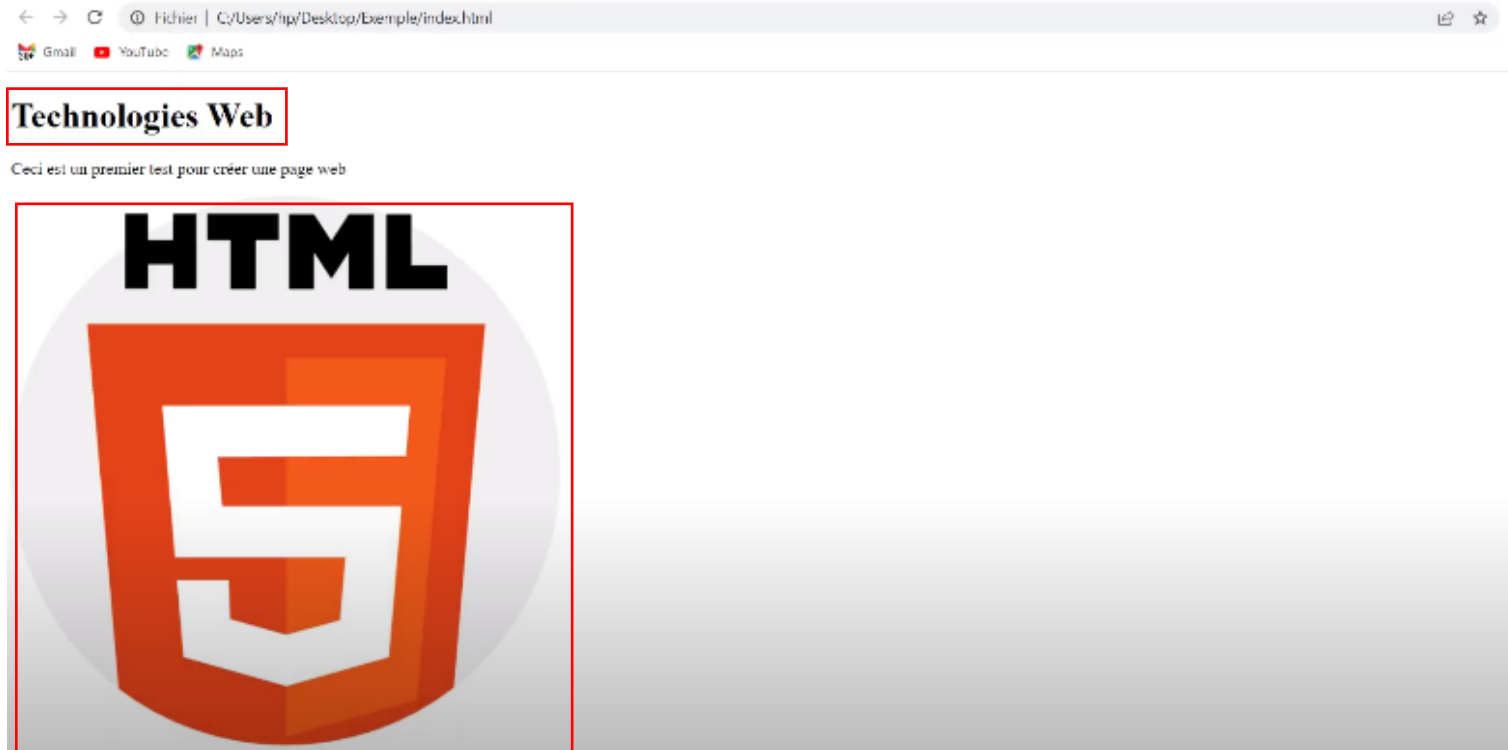 Fichier | C:/Users/hp/Desktop/Exemple/index.html
Gmail YouTube Maps
Technologies Web
Ceci est un premier test pour créer une page web
HTML
5